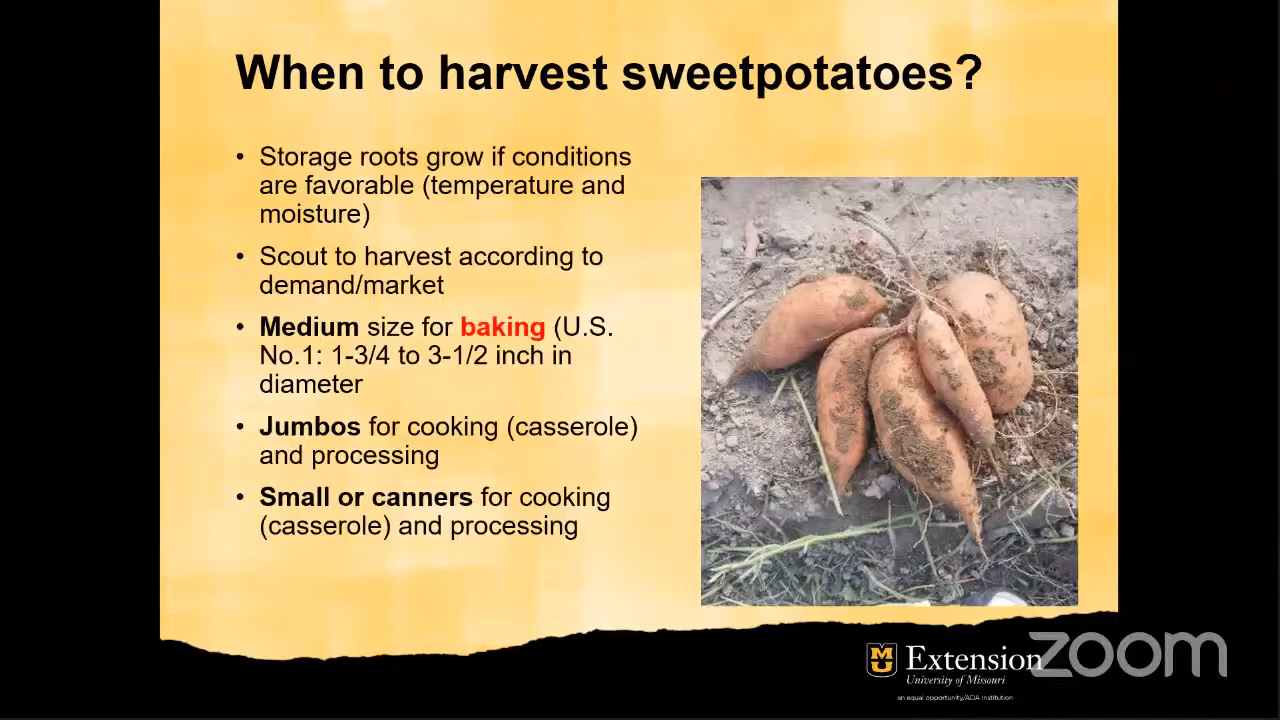 When to harvest sweetpotatoes?
• Storage roots grow if conditions
are favorable (temperature and
moisture)
• Scout to harvest according to
demand/market
• Medium size for baking (U.S.
No.1: 1-3/4 to 3-1/2 inch in
diameter
• Jumbos for cooking (casserole)
and processing
• Small or canners for cooking
(casserole) and processing
Extension
University of Missouri
an equal opportunity/ADA institution
zoom